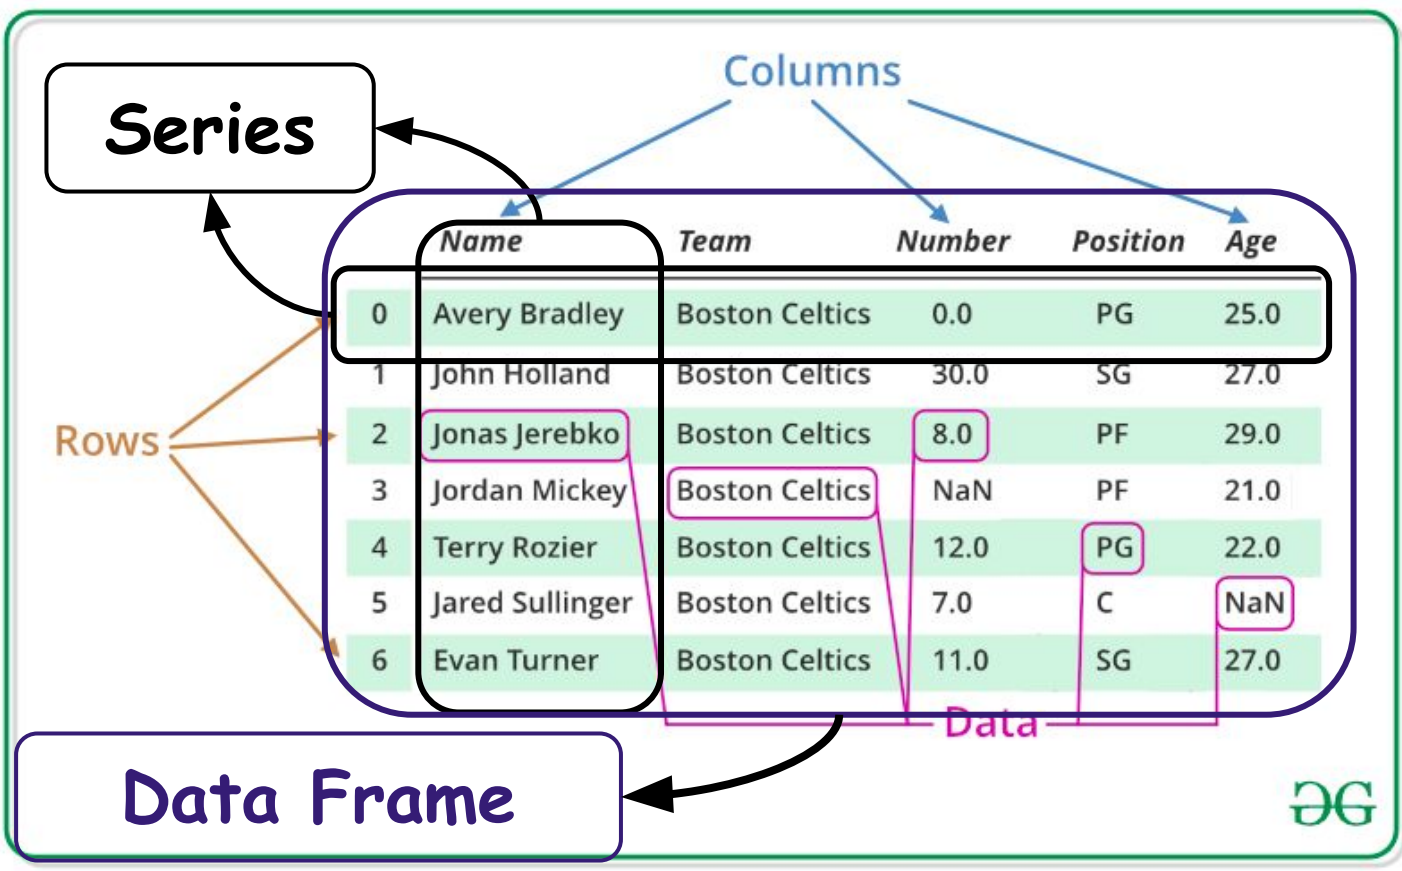 Columns
Series
Name Team Number Position Age
0 Avery Bradley Boston Celtics 0.0 PG 25.0
1 John Holland Boston Celtics 30.0 SG 27.0
Rows
2 Jonas Jerebko Boston Celtics 8.0 PF 29.0
3 Jordan Mickey Boston Celtics NaN PF 21.0
4 Terry Rozier Boston Celtics 12.0 PG 22.0
5 Jared Sullinger Boston Celtics 7.0 C NaN
6 Evan Turner Boston Celtics 11.0 SG 27.0
Data
Data Frame